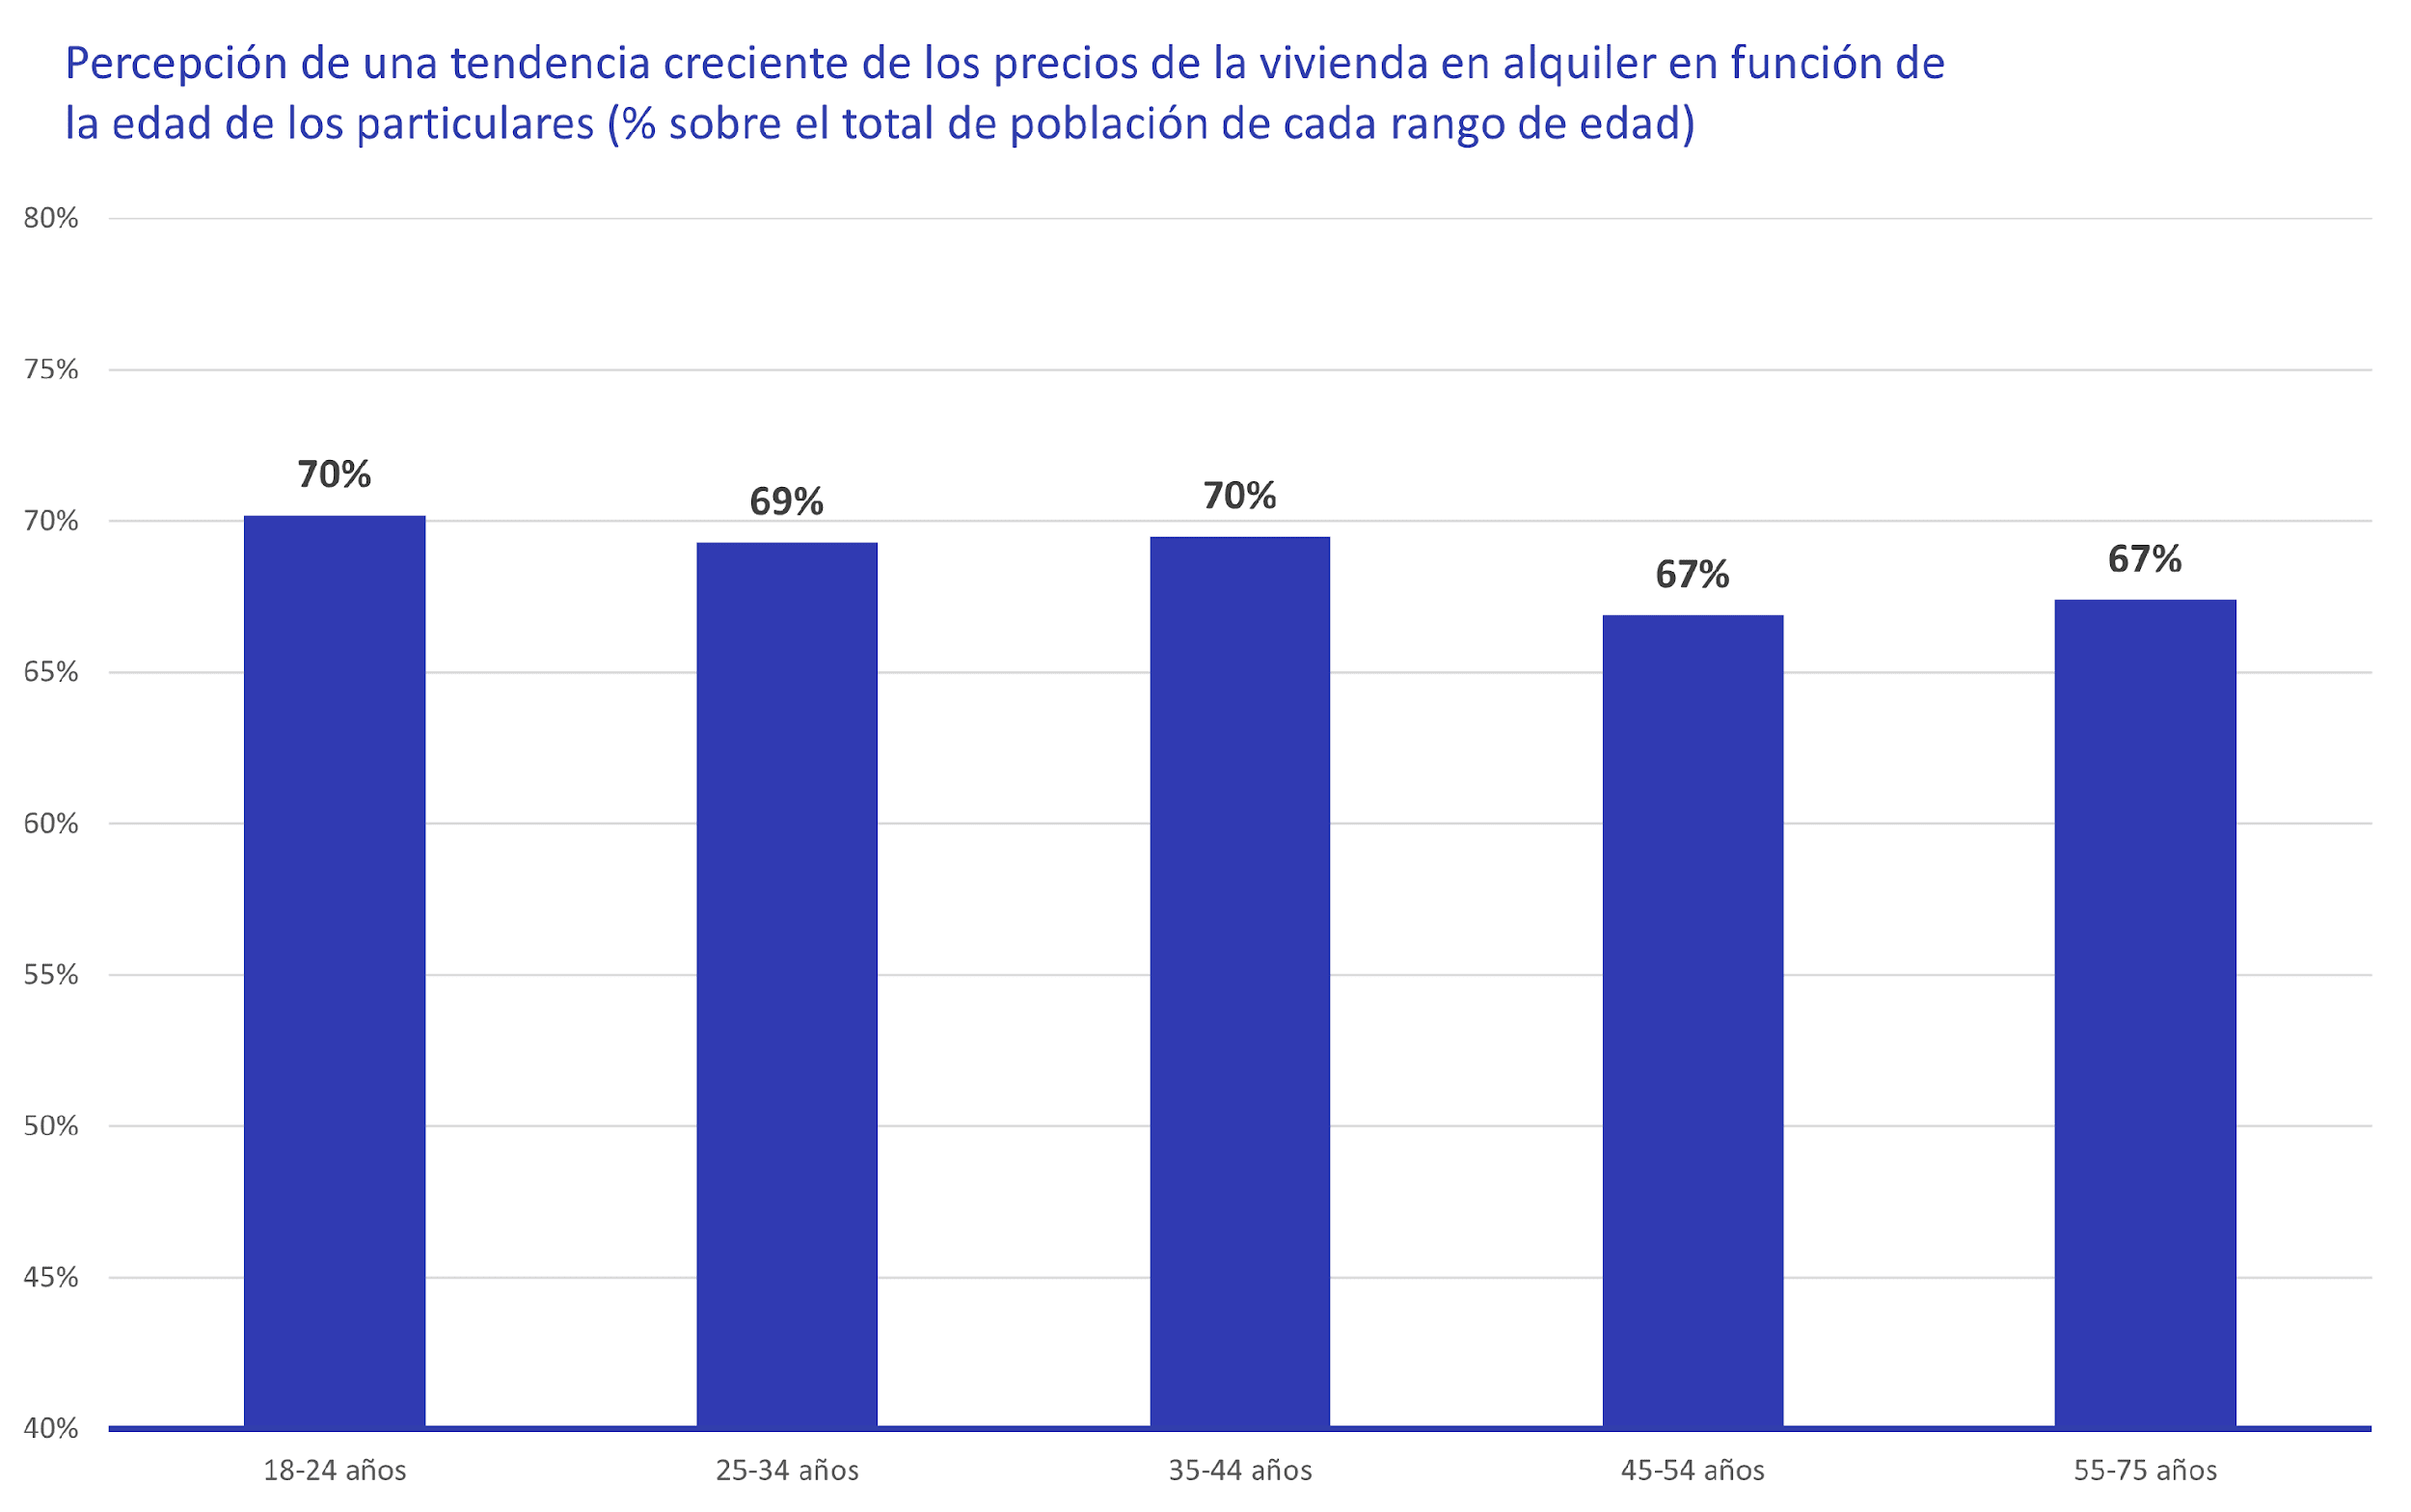 Percepción de una tendencia creciente de los precios de la vivienda en alquiler en función de
la edad de los particulares (% sobre el total de población de cada rango de edad)
80%
75%
70%
65%
60%
55%
50%
45%
40%
70%
69%
70%
67%
67%
18-24 años
25-34 años
35-44 años
45-54 años
55-75 años